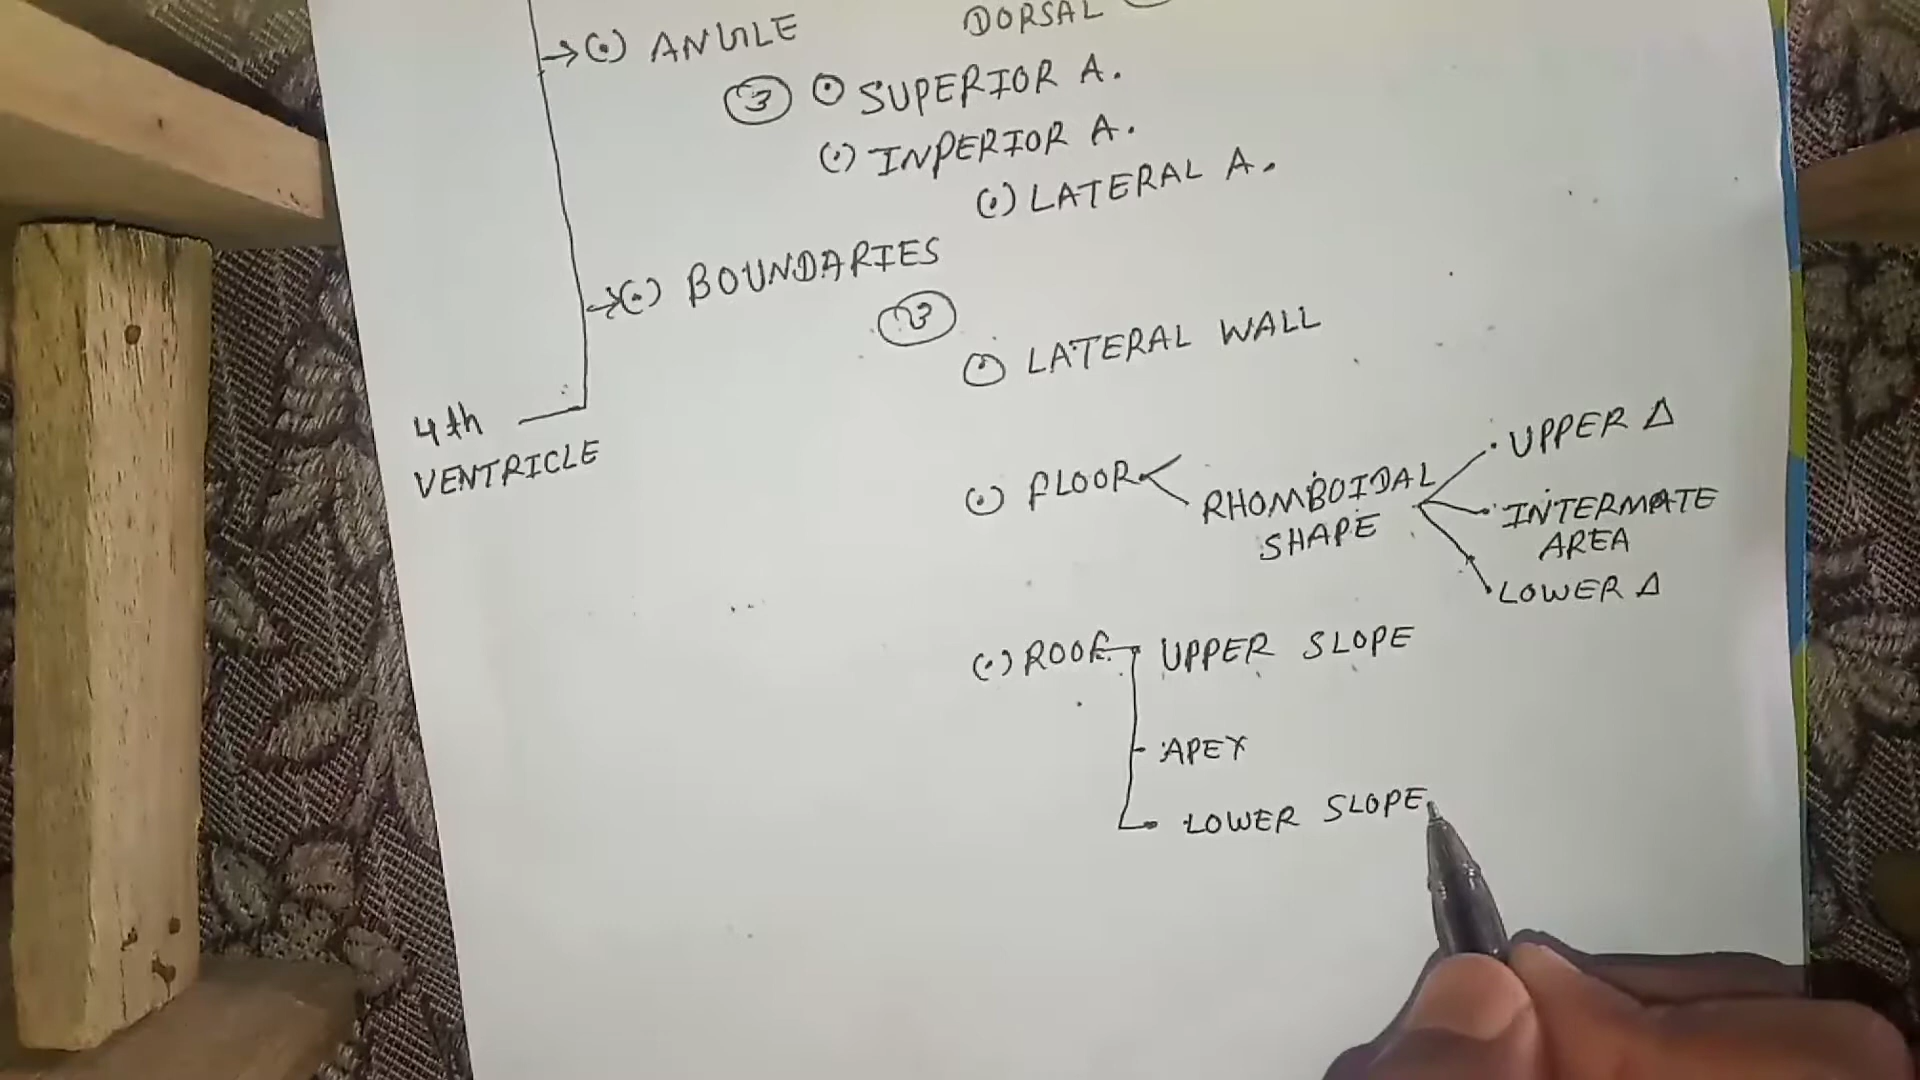 DORSAL
→(•) ANGLE
③ ⊙ SUPERIOR A.
(•) INPERIOR A.
(•) LATERAL A.
→(•) BOUNDARIES
③
⊙ LATERAL WALL
4th
VENTRICLE
(•) FLOOR < RHOMBOIDAL
SHAPE
• UPPER Δ
• INTERMATE
AREA
• LOWER Δ
(•) ROOF UPPER SLOPE
- APEX
LOWER SLOPE